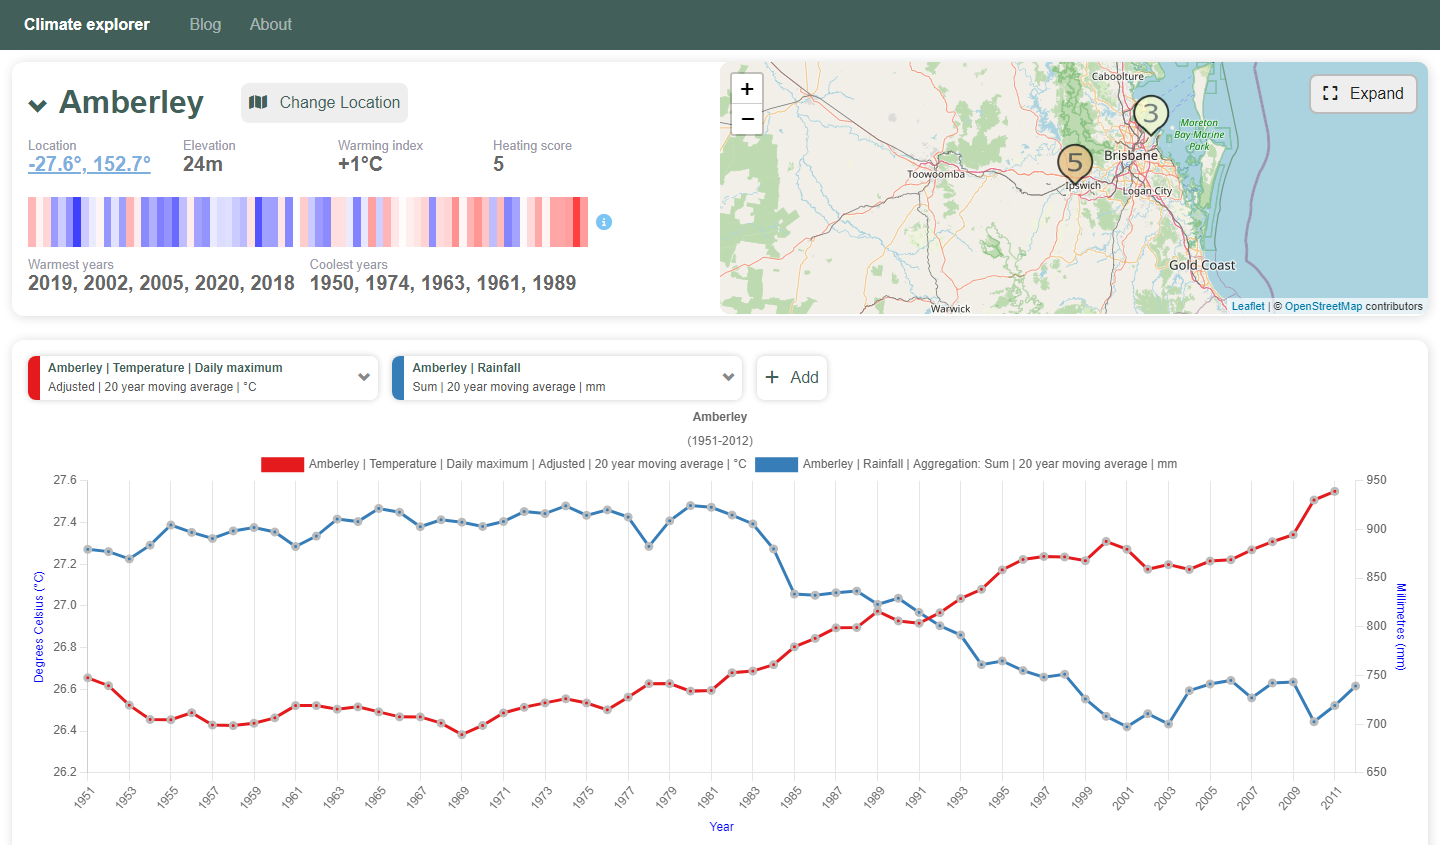 Climate explorer Blog About
Amberley
Change Location
Location Elevation Warming index Heating score
-27.6°, 152.7° 24m +1°C 5
Warmest years Coolest years
2019, 2002, 2005, 2020, 2018 1950, 1974, 1963, 1961, 1989
+
−
Expand
Caboolture
3
Moreton
Bay Marine
Park
5
Brisbane
Toowoomba
Ipswich
Logan City
Gold Coast
Warwick
Leaflet | © OpenStreetMap contributors
Amberley | Temperature | Daily maximum
Adjusted | 20 year moving average | °C
Amberley | Rainfall
Sum | 20 year moving average | mm
+ Add
Amberley
(1951-2012)
Amberley | Temperature | Daily maximum | Adjusted | 20 year moving average | °C
Amberley | Rainfall | Aggregation: Sum | 20 year moving average | mm
27.6
27.4
27.2
27.0
26.8
26.6
26.4
26.2
Degrees Celsius (°C)
950
900
850
800
750
700
650
Millimetres (mm)
1951 1953 1955 1957 1959 1961 1963 1965 1967 1969 1971 1973 1975 1977 1979 1981 1983 1985 1987 1989 1991 1993 1995 1997 1999 2001 2003 2005 2007 2009 2011
Year